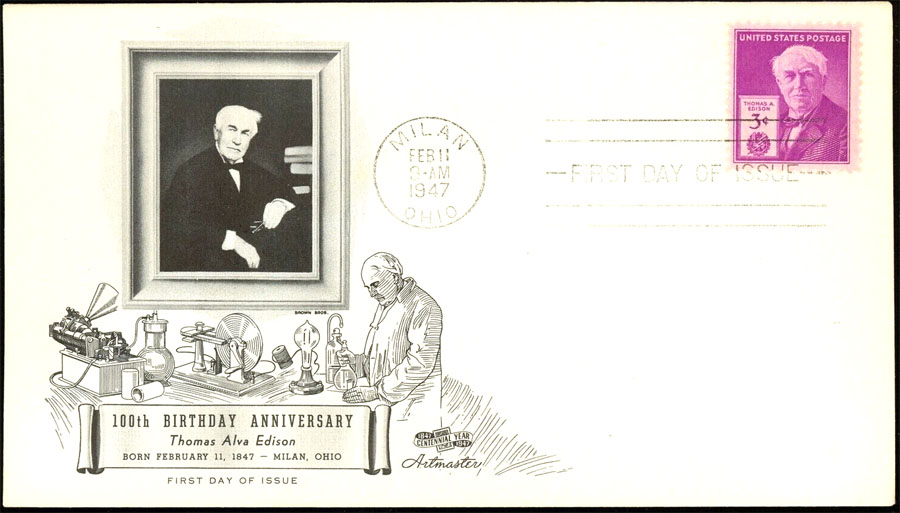 UNITED STATES POSTAGE
THOMAS A.
EDISON
3¢
MILAN
FEB 11
9-AM
1947
OHIO
FIRST DAY OF ISSUE
BROWN BROS.
100th BIRTHDAY ANNIVERSARY
Thomas Alva Edison
BORN FEBRUARY 11, 1847 — MILAN, OHIO
FIRST DAY OF ISSUE
1847 1947
CENTENNIAL YEAR
Artmaster